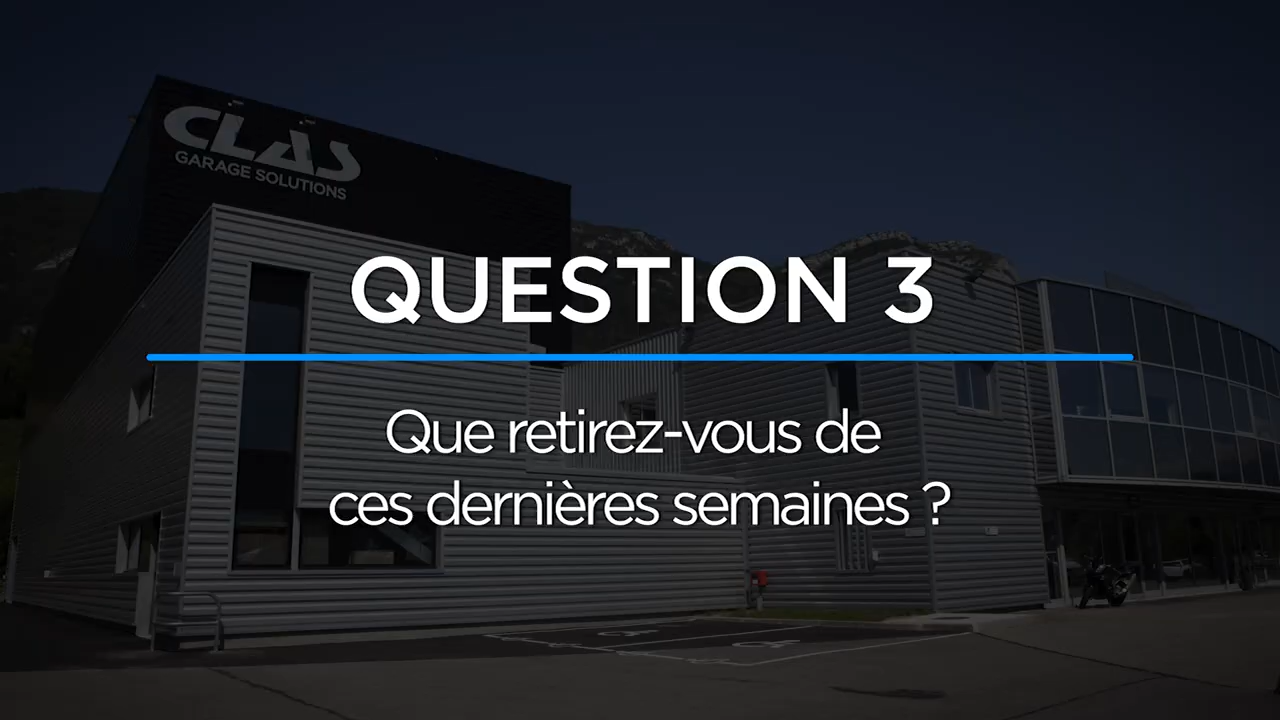 CLAS
GARAGE SOLUTIONS
QUESTION 3
Que retirez-vous de
ces dernières semaines ?